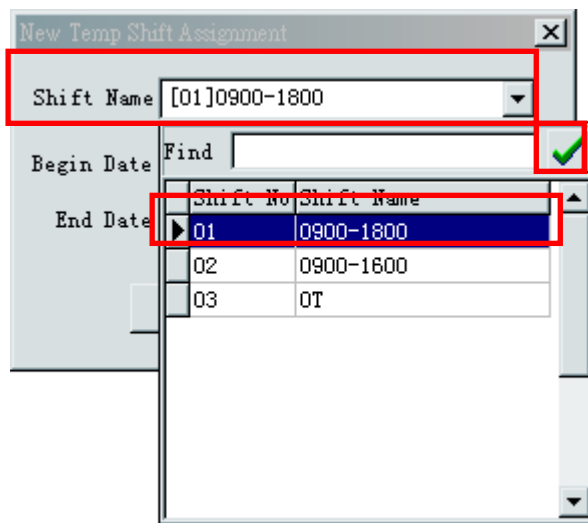 New Temp Shift Assignment
Shift Name [01]0900-1800
Find
Begin Date
Shift No Shift Name
End Date
01 0900-1800
02 0900-1600
03 OT